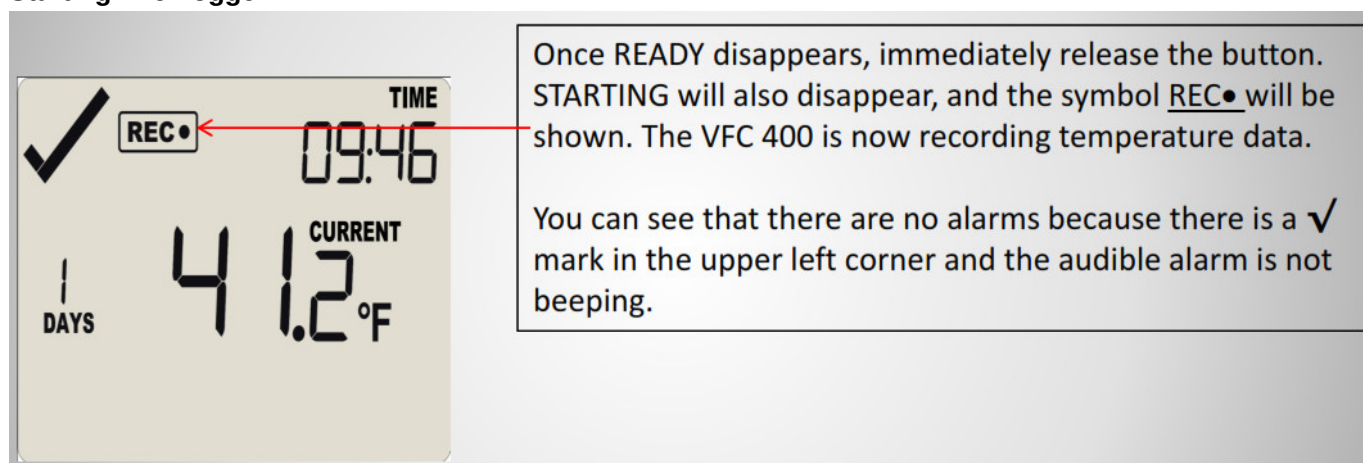 TIME
REC●
09:46
CURRENT
41.2°F
1
DAYS
Once READY disappears, immediately release the button.
STARTING will also disappear, and the symbol REC● will be
shown. The VFC 400 is now recording temperature data.
You can see that there are no alarms because there is a √
mark in the upper left corner and the audible alarm is not
beeping.